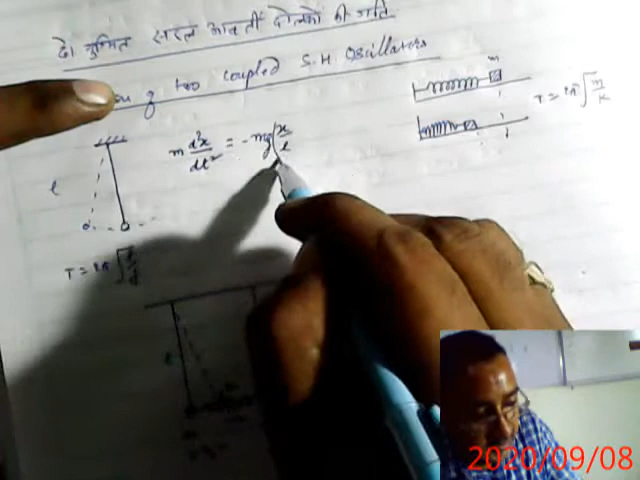 दो युग्मित सरल आवर्ती दोलकों की गति
of two coupled S.H. Oscillators
m
T = 2π√m/k
m d²x/dt² = -mg(x/l
l
T = 2π√l/g
2020/09/08